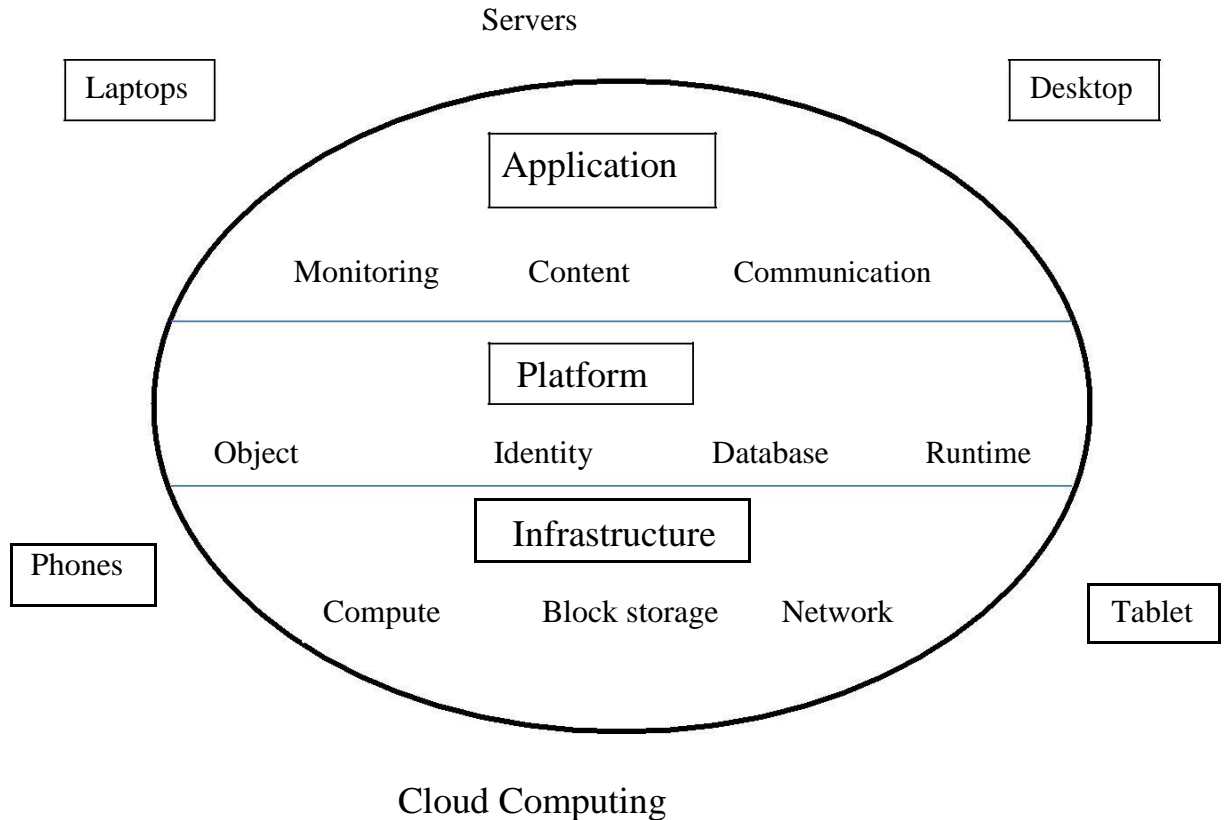 Servers
Laptops
Desktop
Application
Monitoring Content Communication
Platform
Object Identity Database Runtime
Infrastructure
Phones
Compute Block storage Network
Tablet
Cloud Computing